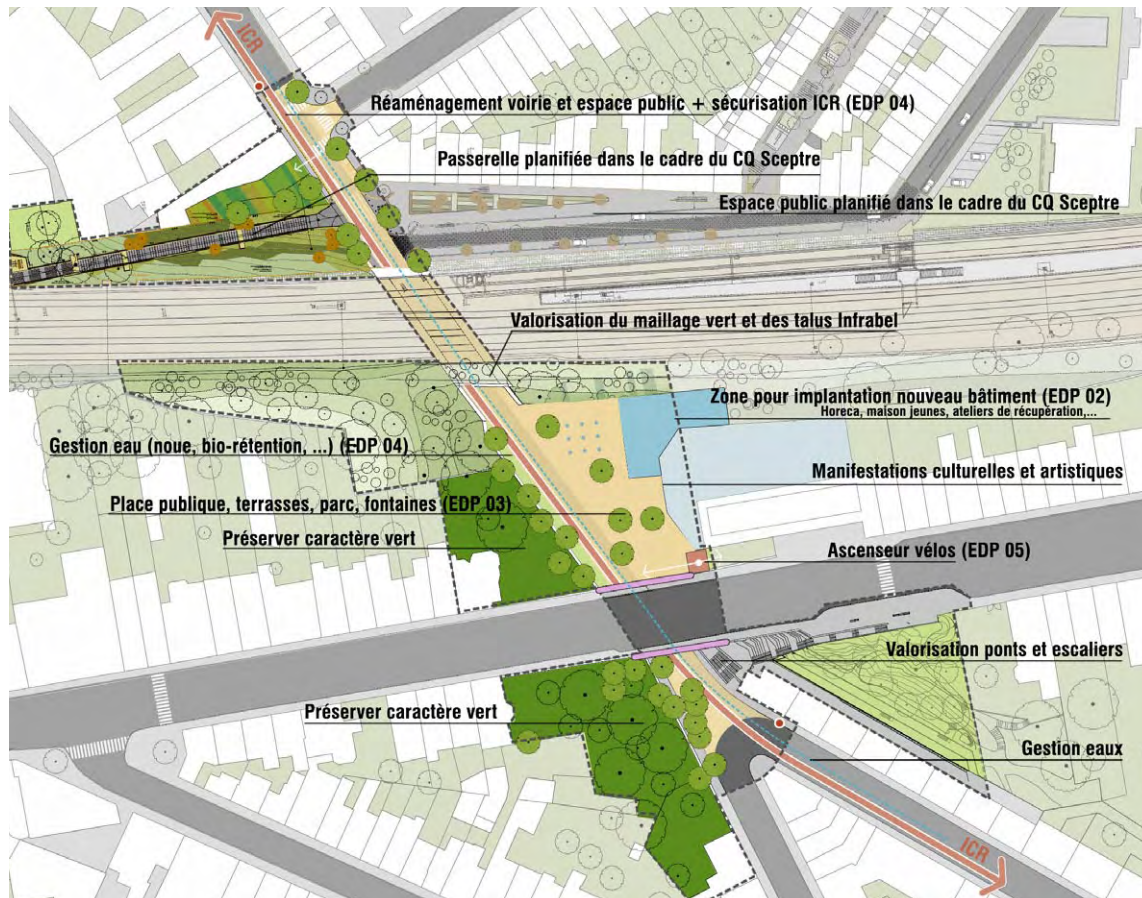 ICR
Réaménagement voirie et espace public + sécurisation ICR (EDP 04)
Passerelle planifiée dans le cadre du CQ Sceptre
Espace public planifié dans le cadre du CQ Sceptre
Valorisation du maillage vert et des talus Infrabel
Zone pour implantation nouveau bâtiment (EDP 02)
Horeca, maison jeunes, ateliers de récupération,...
Gestion eau (noue, bio-rétention, ...) (EDP 04)
Manifestations culturelles et artistiques
Place publique, terrasses, parc, fontaines (EDP 03)
Préserver caractère vert
Ascenseur vélos (EDP 05)
Valorisation ponts et escaliers
Préserver caractère vert
Gestion eaux
ICR